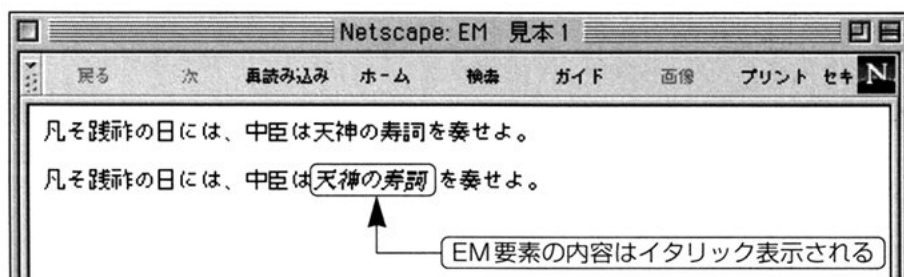 Netscape: EM 見本1
戻る 次 再読み込み ホーム 検索 ガイド 画像 プリント セキ N
凡そ践祚の日には、中臣は天神の寿詞を奏せよ。
凡そ践祚の日には、中臣は天神の寿詞を奏せよ。
EM要素の内容はイタリック表示される